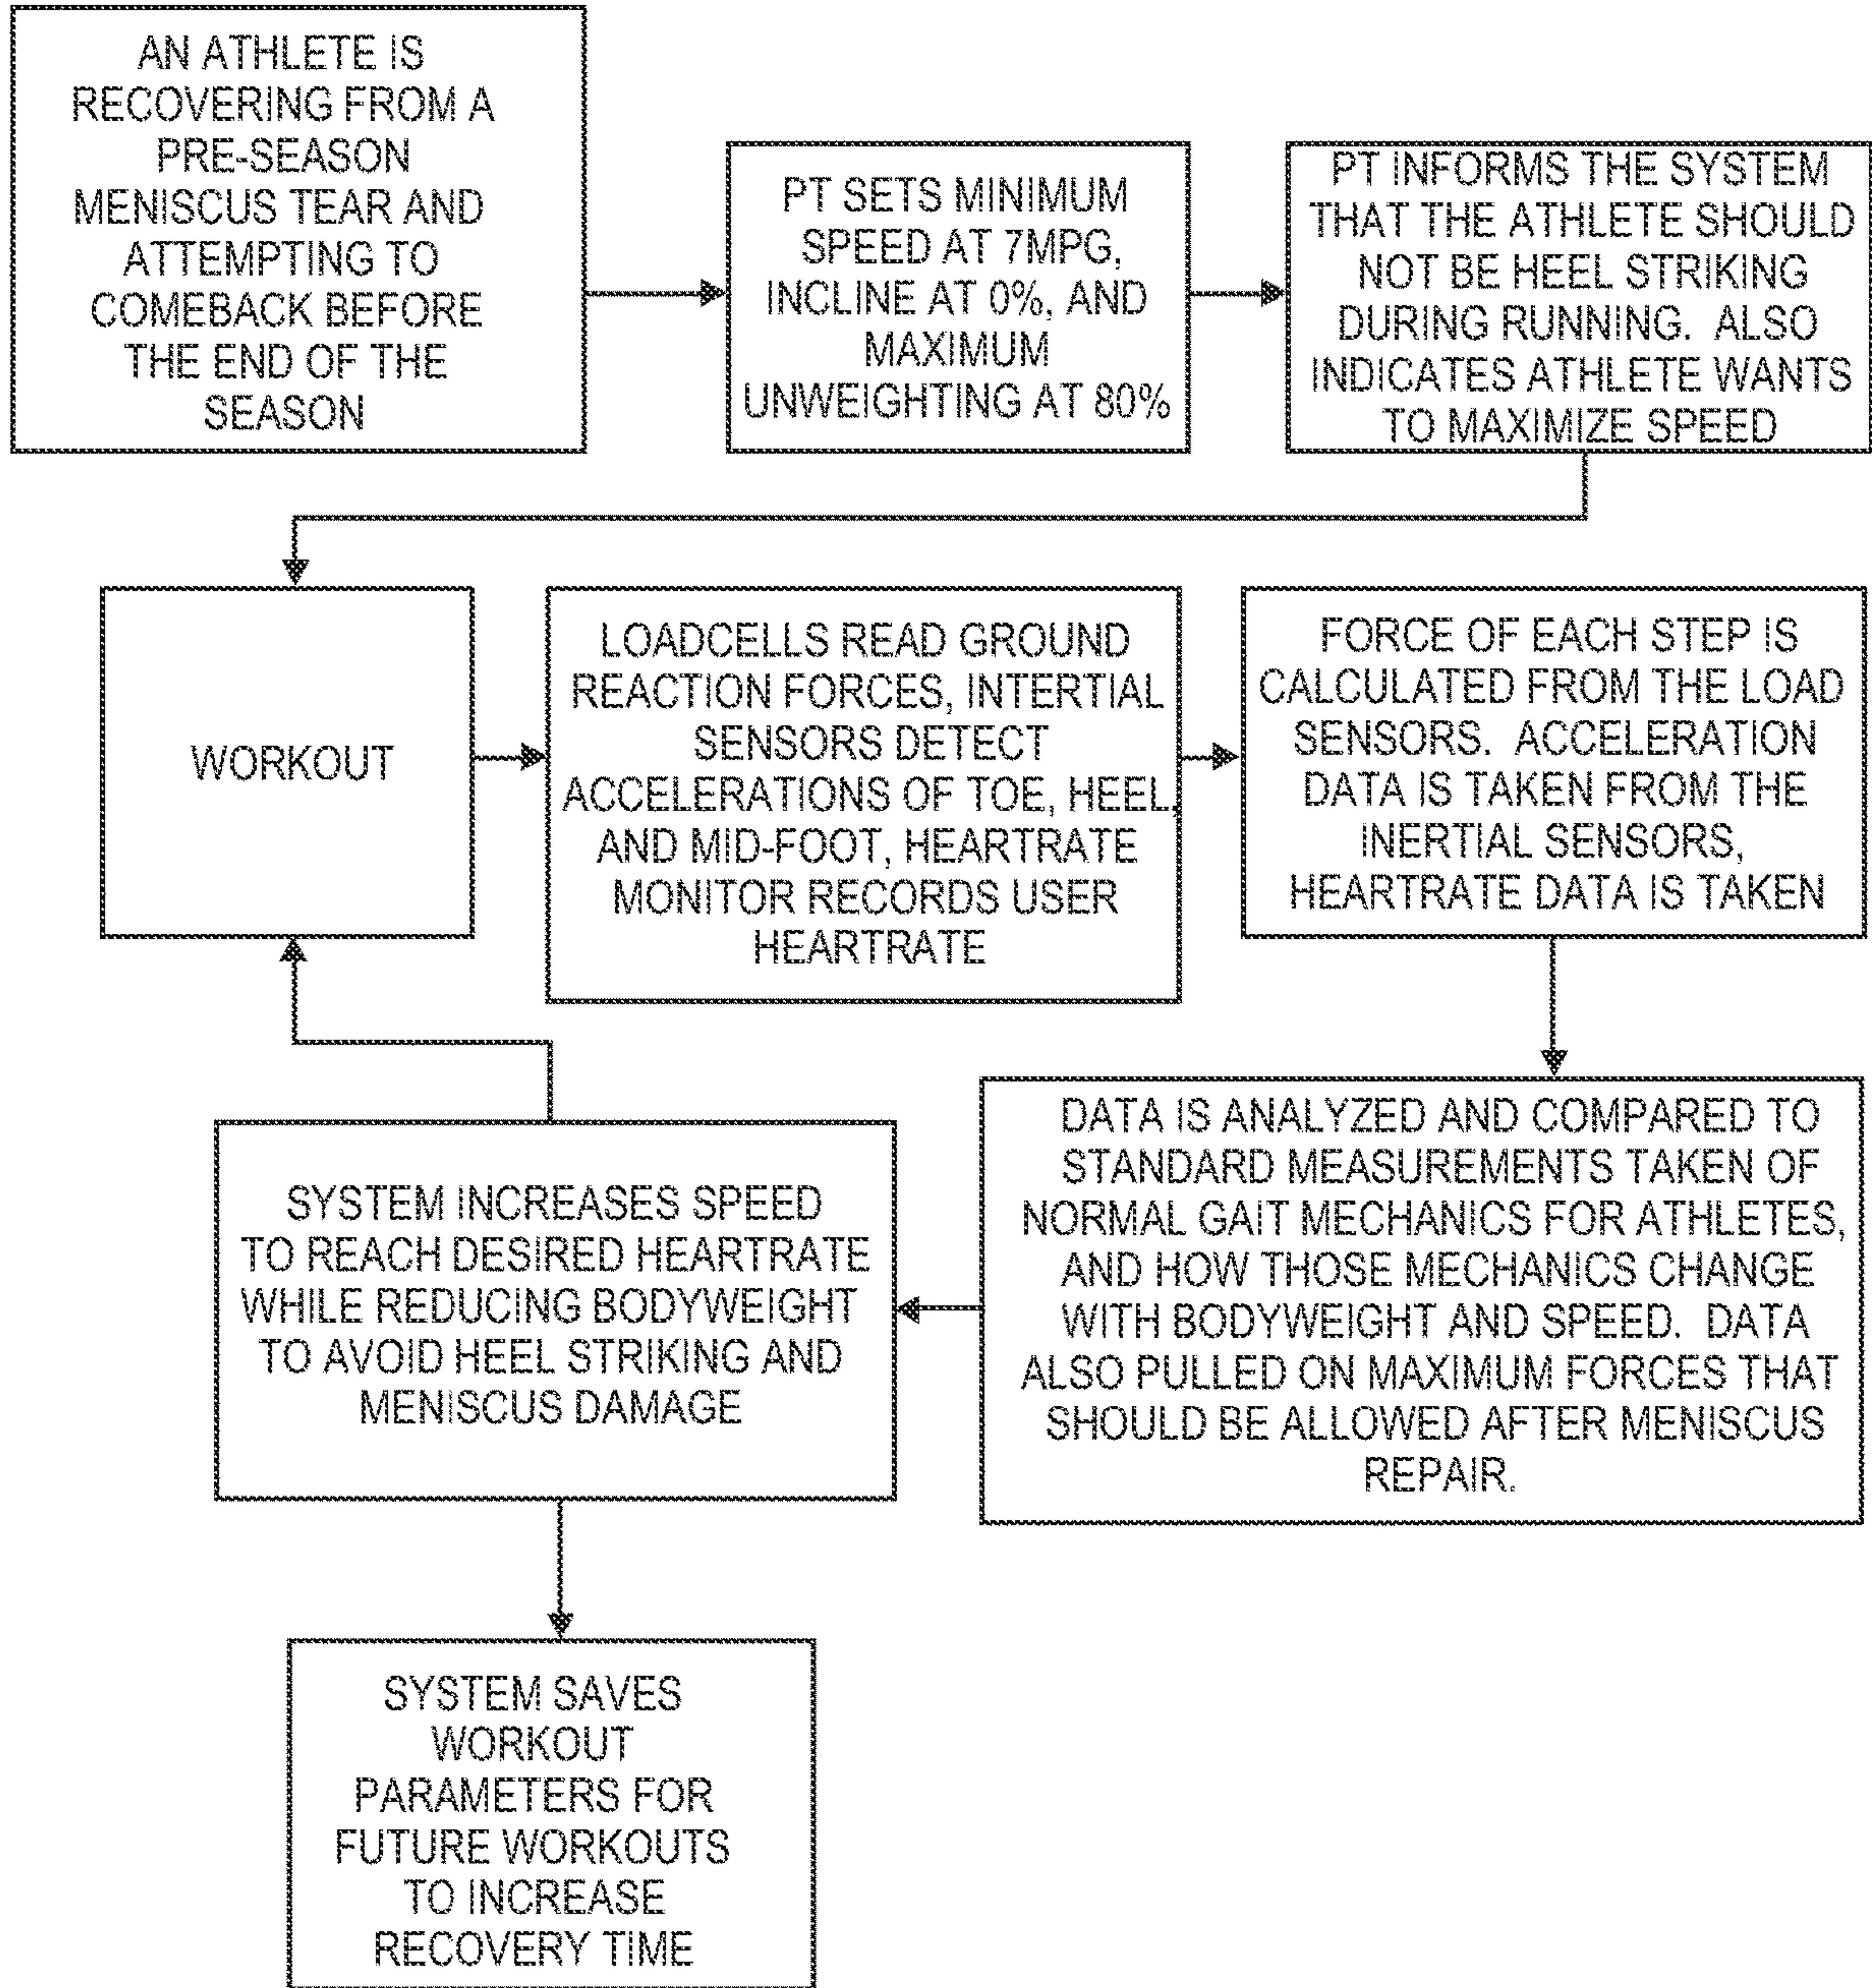 AN ATHLETE IS
RECOVERING FROM A
PRE-SEASON
MENISCUS TEAR AND
ATTEMPTING TO
COMEBACK BEFORE
THE END OF THE
SEASON
PT SETS MINIMUM
SPEED AT 7MPG,
INCLINE AT 0%, AND
MAXIMUM
UNWEIGHTING AT 80%
PT INFORMS THE SYSTEM
THAT THE ATHLETE SHOULD
NOT BE HEEL STRIKING
DURING RUNNING. ALSO
INDICATES ATHLETE WANTS
TO MAXIMIZE SPEED
WORKOUT
LOADCELLS READ GROUND
REACTION FORCES, INTERTIAL
SENSORS DETECT
ACCELERATIONS OF TOE, HEEL,
AND MID-FOOT, HEARTRATE
MONITOR RECORDS USER
HEARTRATE
FORCE OF EACH STEP IS
CALCULATED FROM THE LOAD
SENSORS. ACCELERATION
DATA IS TAKEN FROM THE
INERTIAL SENSORS,
HEARTRATE DATA IS TAKEN
DATA IS ANALYZED AND COMPARED TO
STANDARD MEASUREMENTS TAKEN OF
NORMAL GAIT MECHANICS FOR ATHLETES,
AND HOW THOSE MECHANICS CHANGE
WITH BODYWEIGHT AND SPEED. DATA
ALSO PULLED ON MAXIMUM FORCES THAT
SHOULD BE ALLOWED AFTER MENISCUS
REPAIR.
SYSTEM INCREASES SPEED
TO REACH DESIRED HEARTRATE
WHILE REDUCING BODYWEIGHT
TO AVOID HEEL STRIKING AND
MENISCUS DAMAGE
SYSTEM SAVES
WORKOUT
PARAMETERS FOR
FUTURE WORKOUTS
TO INCREASE
RECOVERY TIME